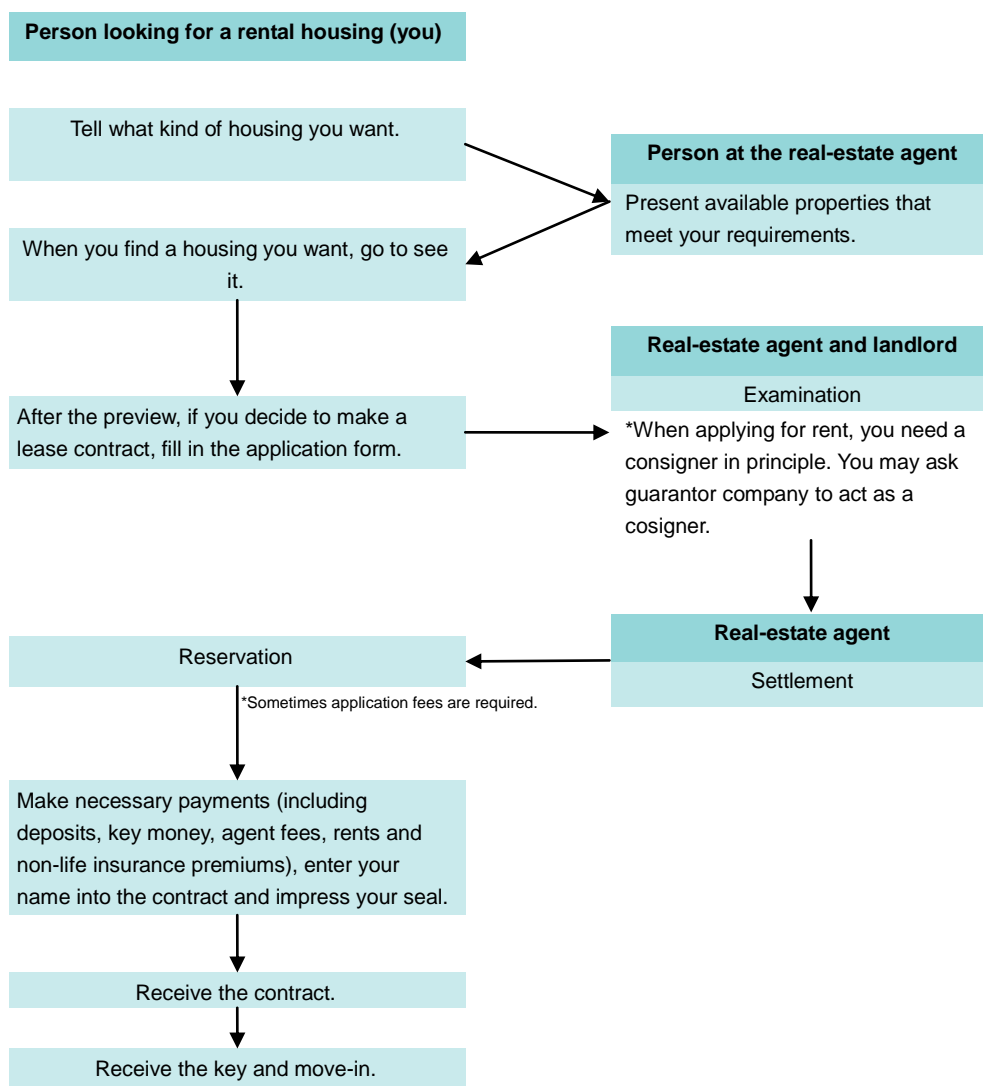 Person looking for a rental housing (you)
Tell what kind of housing you want.
Person at the real-estate agent
Present available properties that
meet your requirements.
When you find a housing you want, go to see
it.
After the preview, if you decide to make a
lease contract, fill in the application form.
Real-estate agent and landlord
Examination
*When applying for rent, you need a
consigner in principle. You may ask
guarantor company to act as a
cosigner.
Real-estate agent
Settlement
Reservation
*Sometimes application fees are required.
Make necessary payments (including
deposits, key money, agent fees, rents and
non-life insurance premiums), enter your
name into the contract and impress your seal.
Receive the contract.
Receive the key and move-in.